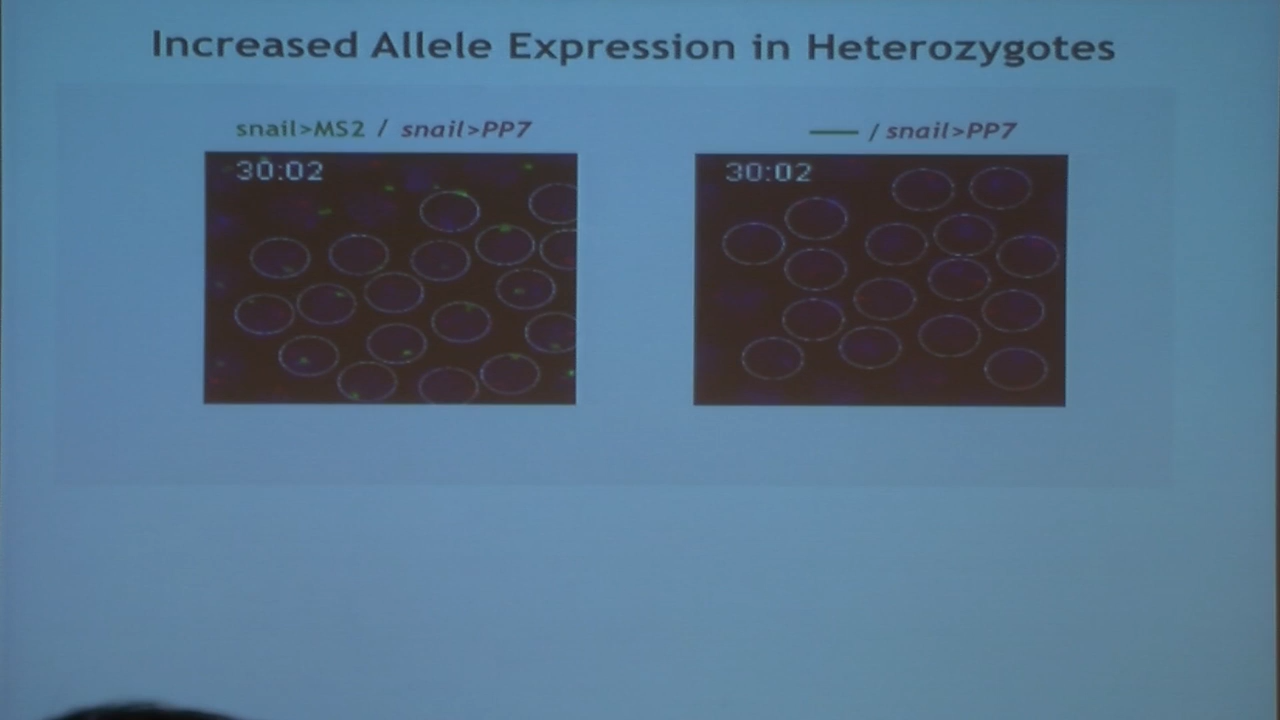 Increased Allele Expression in Heterozygotes
snail>MS2 / snail>PP7
— / snail>PP7
30:02
30:02